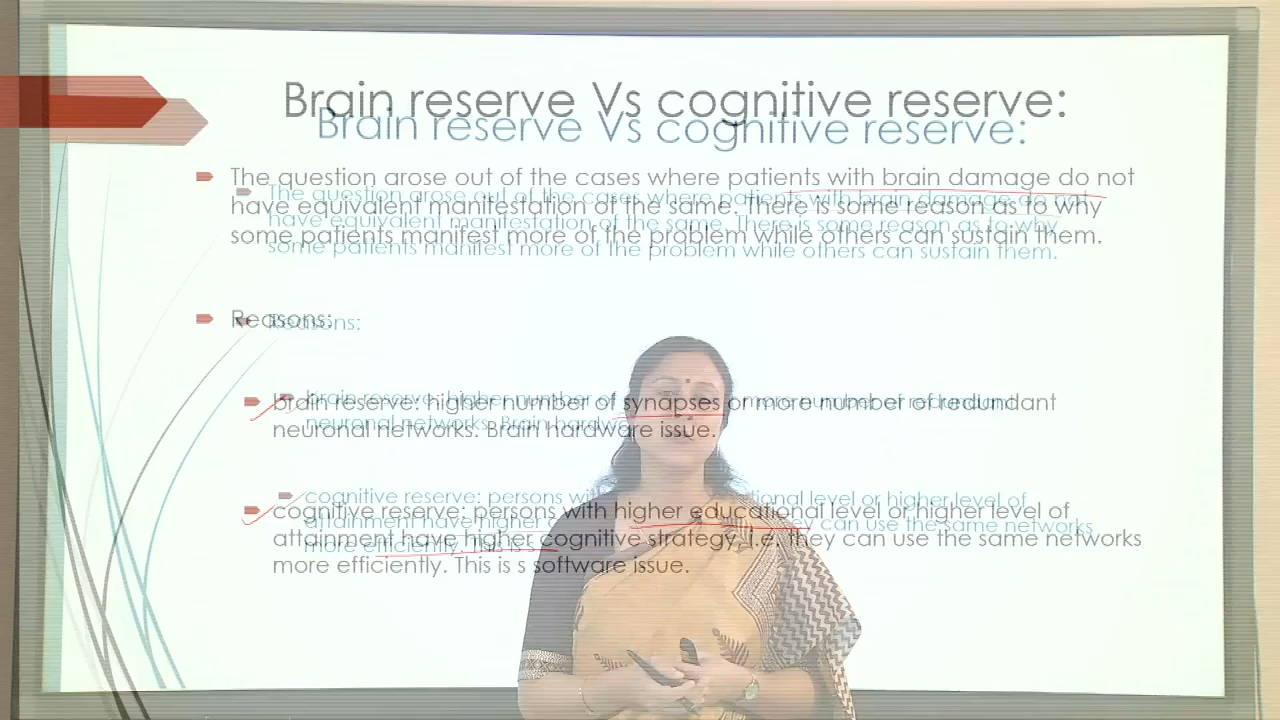 Brain reserve Vs cognitive reserve:
The question arose out of the cases where patients with brain damage do not
have equivalent manifestation of the same. There is some reason as to why
some patients manifest more of the problem while others can sustain them.
Reasons:
brain reserve: higher number of synapses or more number of redundant
neuronal networks. Brain hardware issue.
cognitive reserve: persons with higher educational level or higher level of
attainment have higher cognitive strategy, i.e. they can use the same networks
more efficiently. This is s software issue.